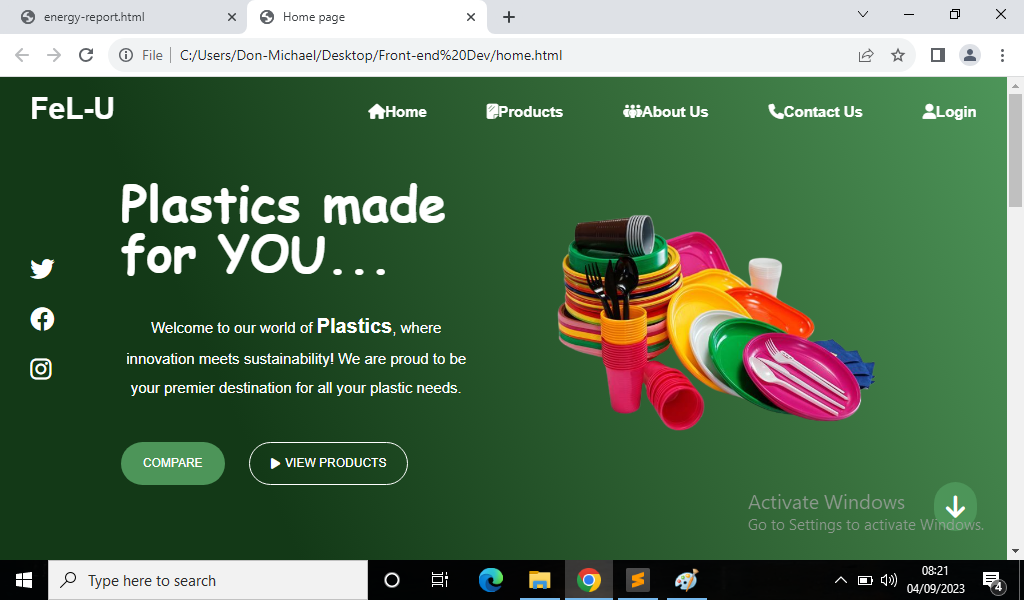 energy-report.html
Home page
File
C:/Users/Don-Michael/Desktop/Front-end%20Dev/home.html
FeL-U
Home
Products
About Us
Contact Us
Login
Plastics made
for YOU...
Welcome to our world of Plastics, where
innovation meets sustainability! We are proud to be
your premier destination for all your plastic needs.
COMPARE
VIEW PRODUCTS
Activate Windows
Go to Settings to activate Windows.
Type here to search
08:21
04/09/2023
4